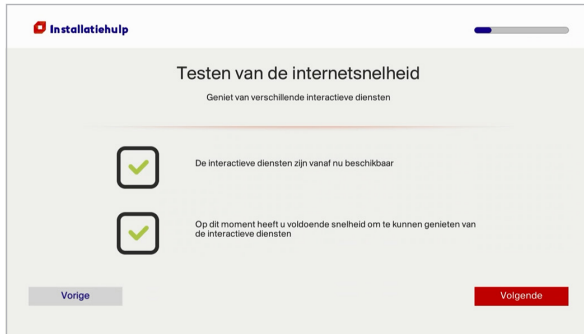 Installatiehulp
Testen van de internetsnelheid
Geniet van verschillende interactieve diensten
De interactieve diensten zijn vanaf nu beschikbaar
Op dit moment heeft u voldoende snelheid om te kunnen genieten van
de interactieve diensten
Vorige
Volgende